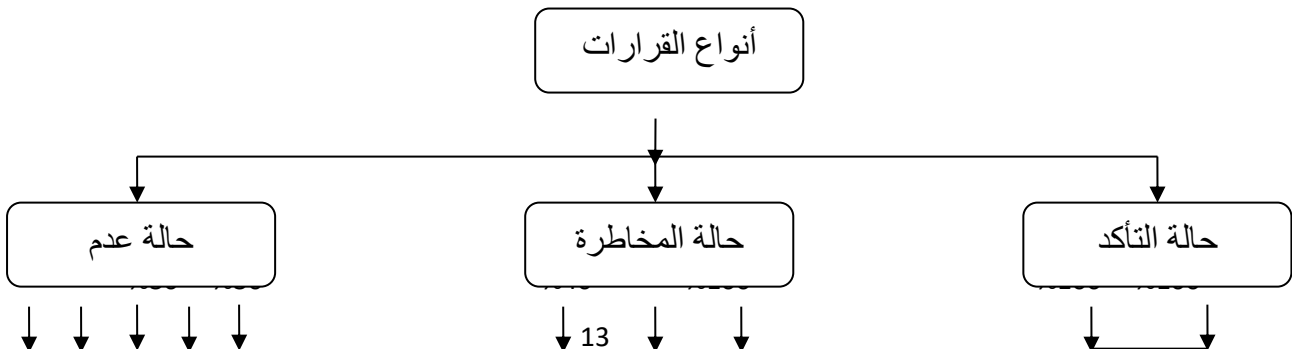 أنواع القرارات
حالة التأكد
حالة المخاطرة
حالة عدم
13